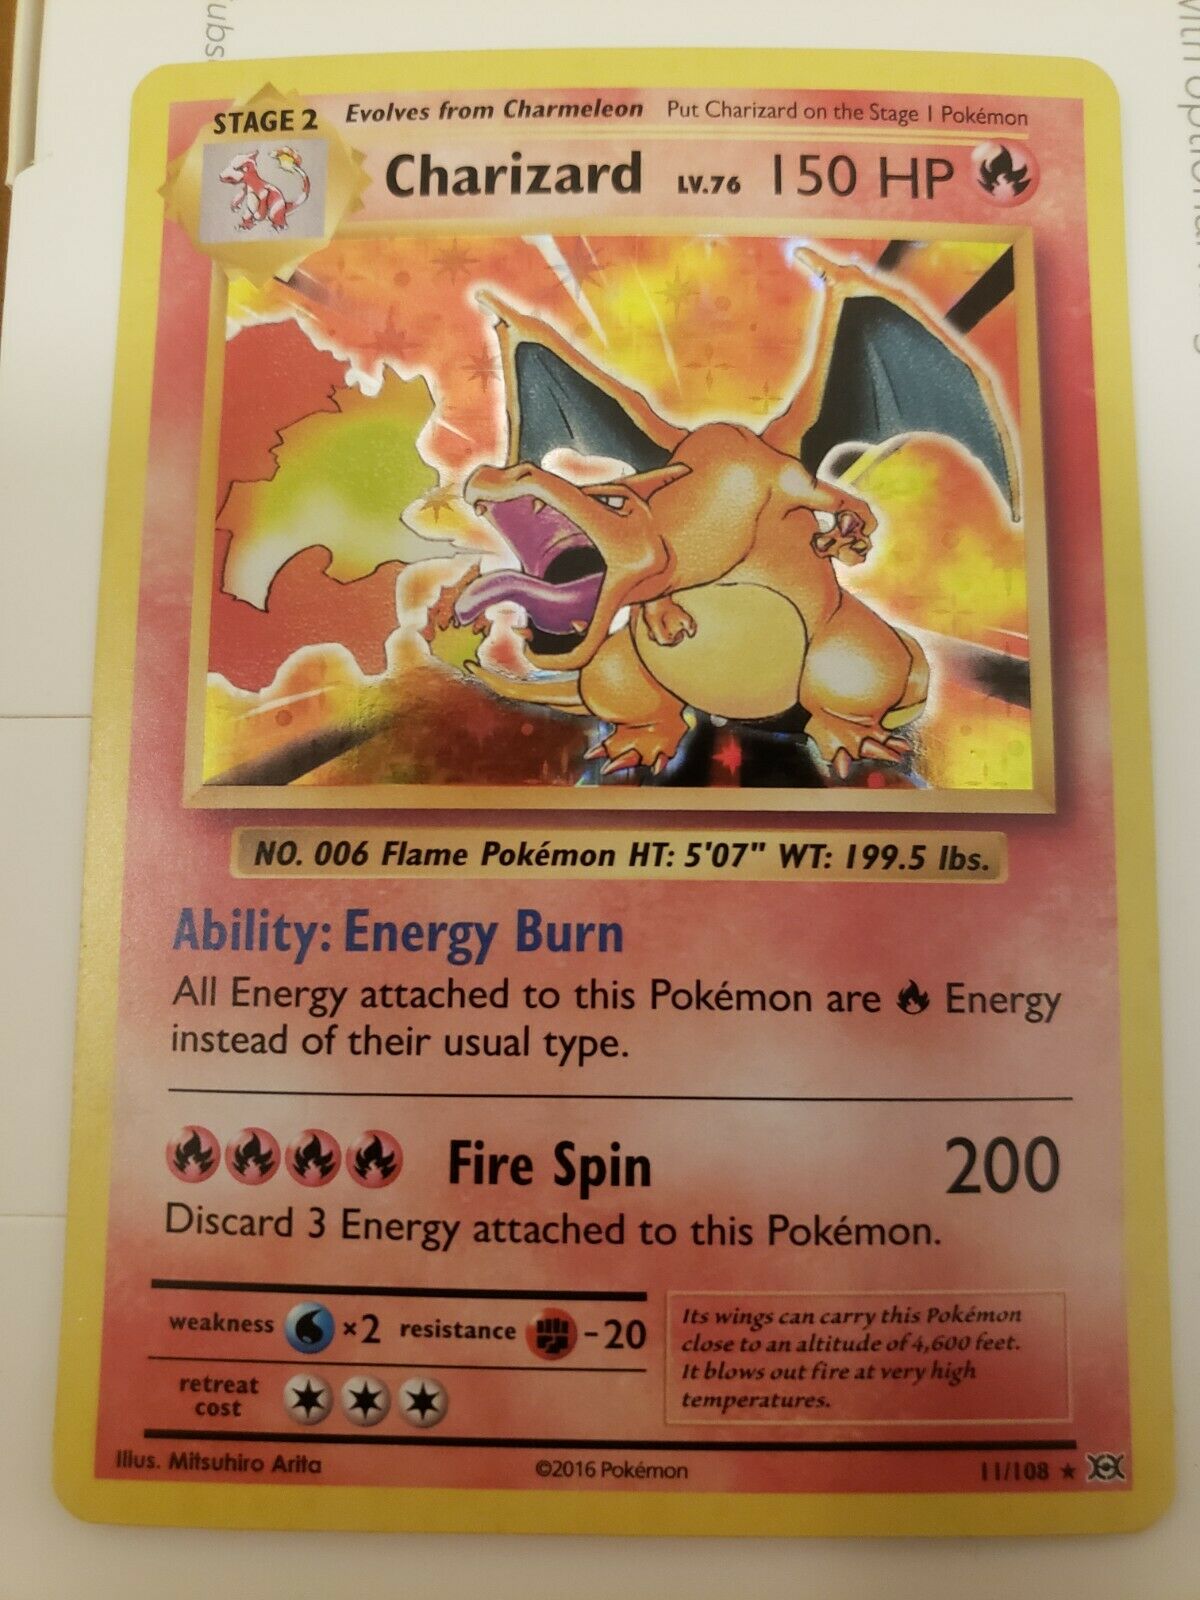 ubs
with optional
STAGE 2 Evolves from Charmeleon Put Charizard on the Stage 1 Pokémon
Charizard LV.76 150 HP
NO. 006 Flame Pokémon HT: 5'07" WT: 199.5 lbs.
Ability: Energy Burn
All Energy attached to this Pokémon are Energy
instead of their usual type.
Fire Spin 200
Discard 3 Energy attached to this Pokémon.
weakness ×2 resistance -20
retreat
cost
Its wings can carry this Pokémon
close to an altitude of 4,600 feet.
It blows out fire at very high
temperatures.
Illus. Mitsuhiro Arita ©2016 Pokémon 11/108 ★